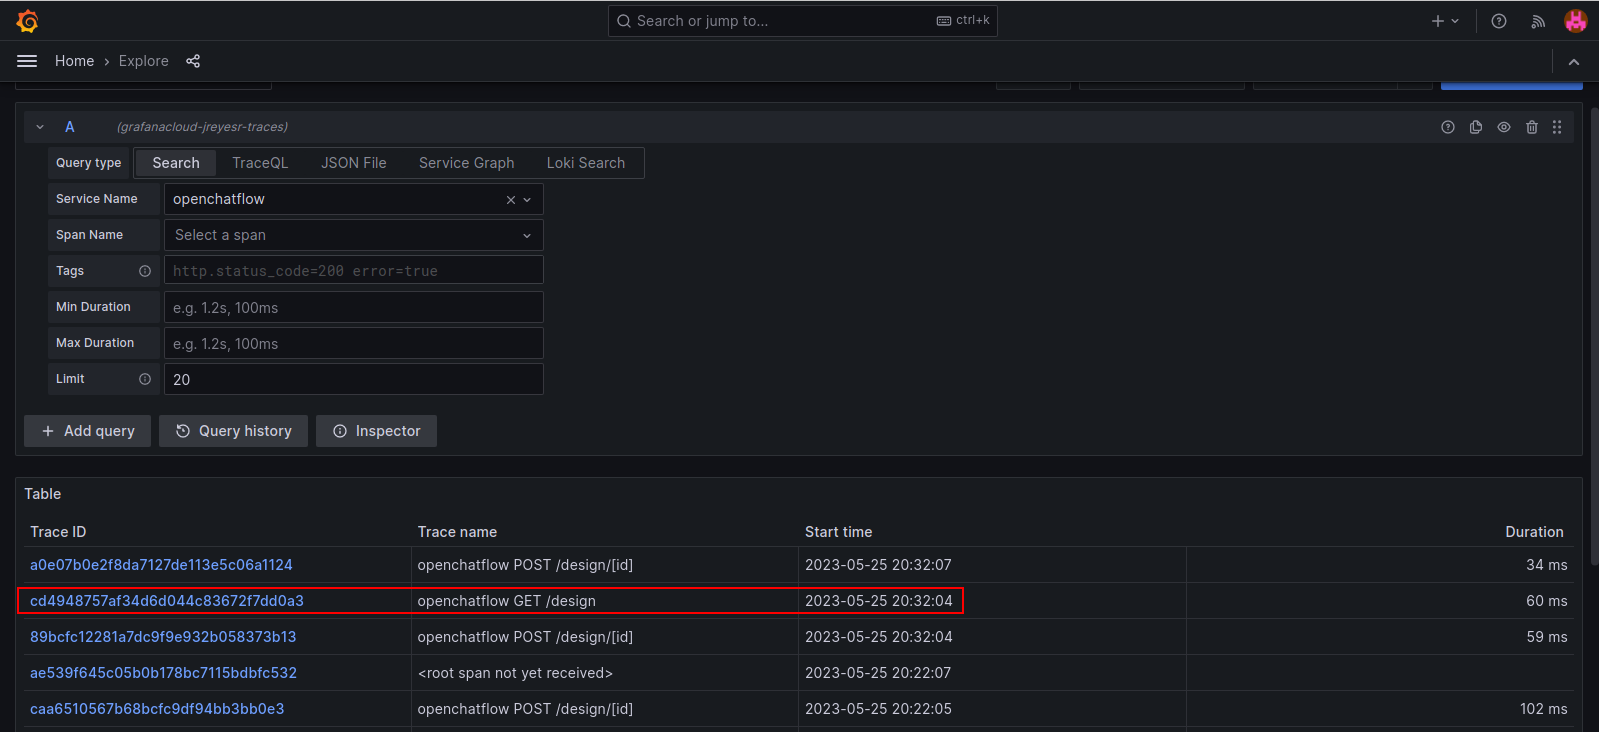 Search or jump to... ctrl+k
Home › Explore
A (grafanacloud-jreyesr-traces)
Query type Search TraceQL JSON File Service Graph Loki Search
Service Name openchatflow
Span Name Select a span
Tags http.status_code=200 error=true
Min Duration e.g. 1.2s, 100ms
Max Duration e.g. 1.2s, 100ms
Limit 20
+ Add query Query history Inspector
Table
Trace ID Trace name Start time Duration
a0e07b0e2f8da7127de113e5c06a1124 openchatflow POST /design/[id] 2023-05-25 20:32:07 34 ms
cd4948757af34d6d044c83672f7dd0a3 openchatflow GET /design 2023-05-25 20:32:04 60 ms
89bcfc12281a7dc9f9e932b058373b13 openchatflow POST /design/[id] 2023-05-25 20:32:04 59 ms
ae539f645c05b0b178bc7115bdbfc532 <root span not yet received> 2023-05-25 20:22:07
caa6510567b68bcfc9df94bb3bb0e3 openchatflow POST /design/[id] 2023-05-25 20:22:05 102 ms